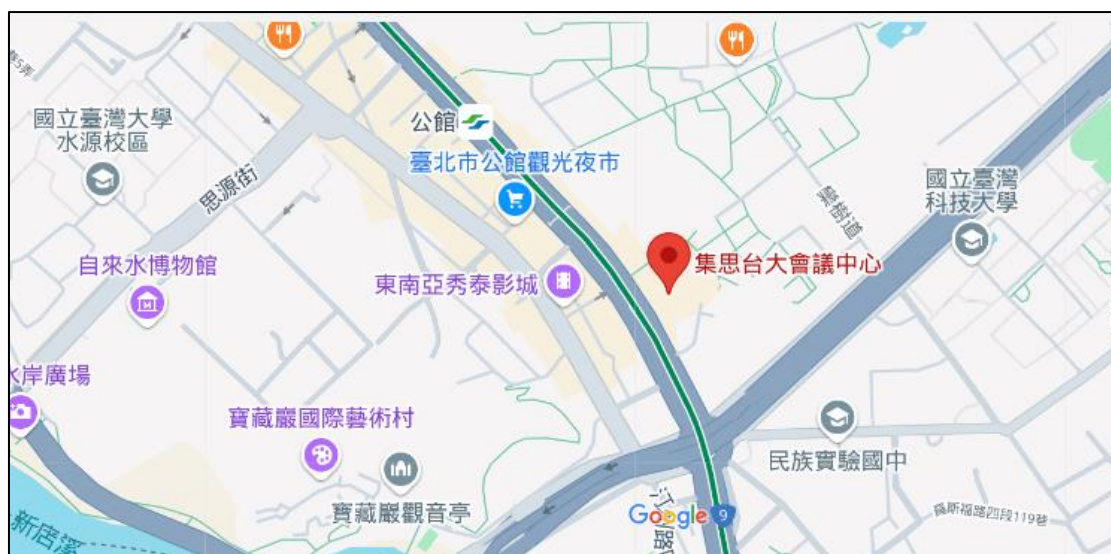 國立臺灣大學
水源校區
思源街
公館
臺北市公館觀光夜市
椰樹道
國立臺灣
科技大學
自來水博物館
東南亞秀泰影城
集思台大會議中心
水岸廣場
寶藏巖國際藝術村
寶藏巖觀音亭
民族實驗國中
Google
9
新店溪
羅斯福路四段119巷